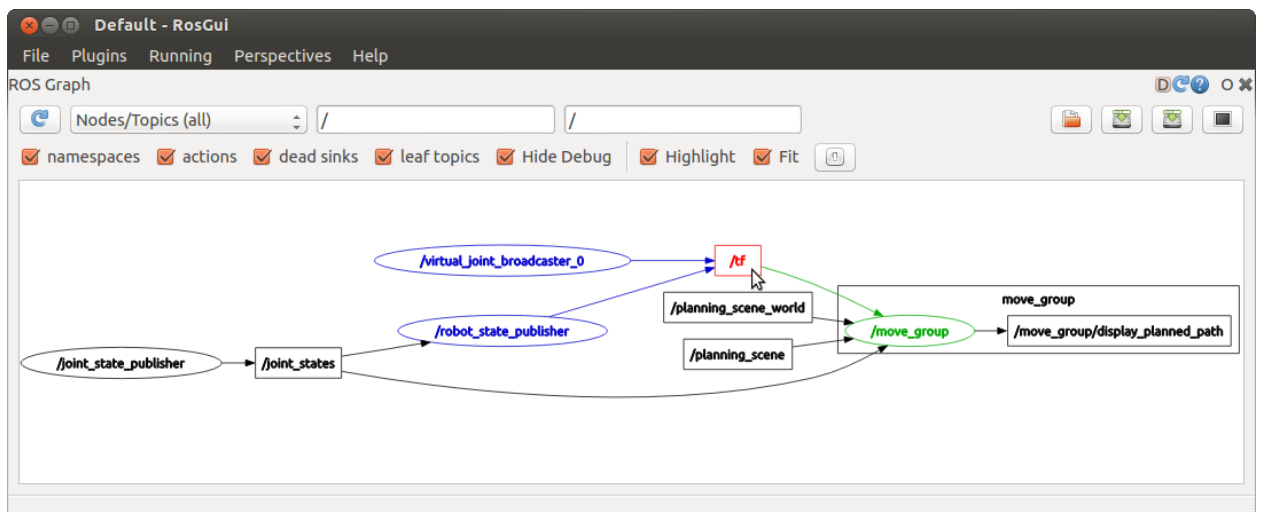 Default - RosGui
File Plugins Running Perspectives Help
ROS Graph
D ? O
Nodes/Topics (all) / /
namespaces actions dead sinks leaf topics Hide Debug Highlight Fit
/virtual_joint_broadcaster_0 /tf
/planning_scene_world move_group
/robot_state_publisher /move_group /move_group/display_planned_path
/planning_scene
/joint_state_publisher /joint_states